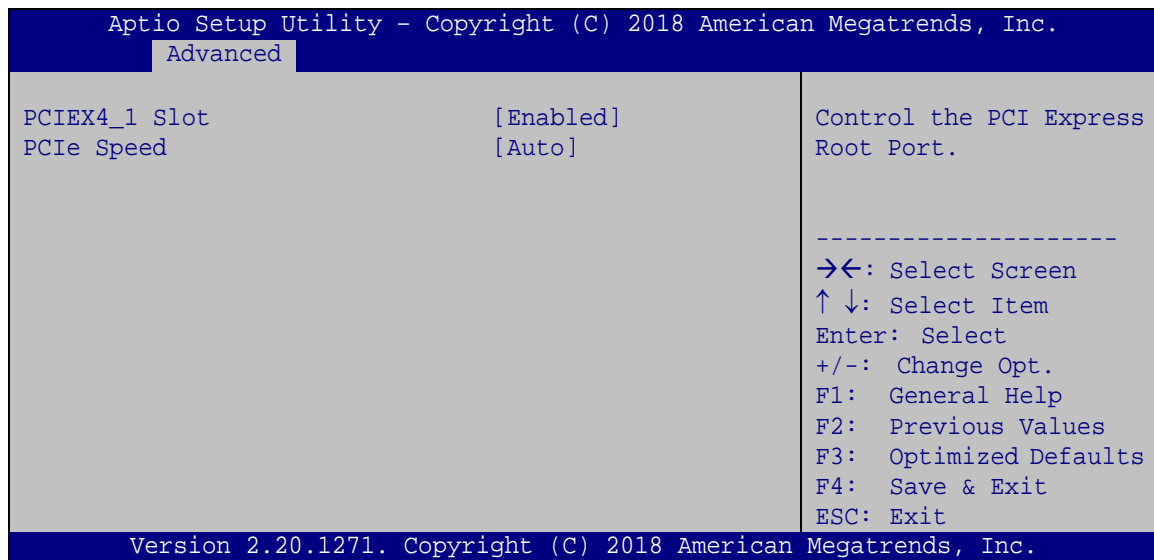 Aptio Setup Utility – Copyright (C) 2018 American Megatrends, Inc.
Advanced
PCIEX4_1 Slot [Enabled]
PCIe Speed [Auto]
Control the PCI Express
Root Port.
---------------------
→←: Select Screen
↑ ↓: Select Item
Enter: Select
+/-: Change Opt.
F1: General Help
F2: Previous Values
F3: Optimized Defaults
F4: Save & Exit
ESC: Exit
Version 2.20.1271. Copyright (C) 2018 American Megatrends, Inc.